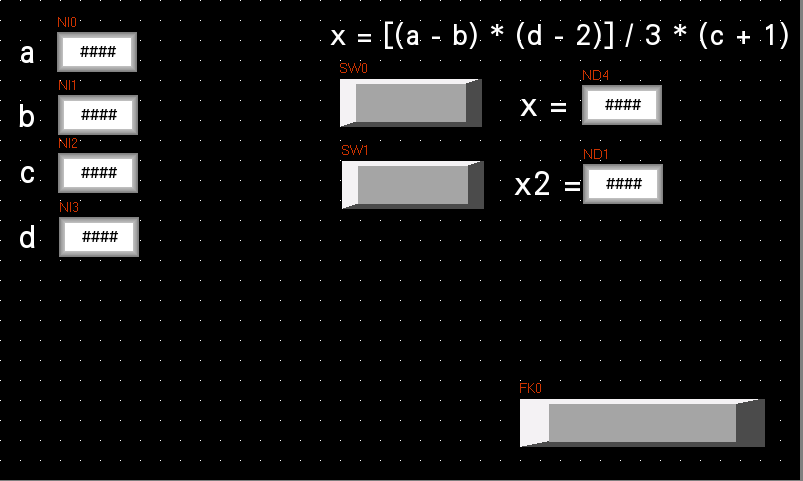 NI0
a ####
x = [(a - b) * (d - 2)] / 3 * (c + 1)
SW0
ND4
NI1
b ####
x = ####
NI2
c ####
SW1
ND1
x2 = ####
NI3
d ####
FK0